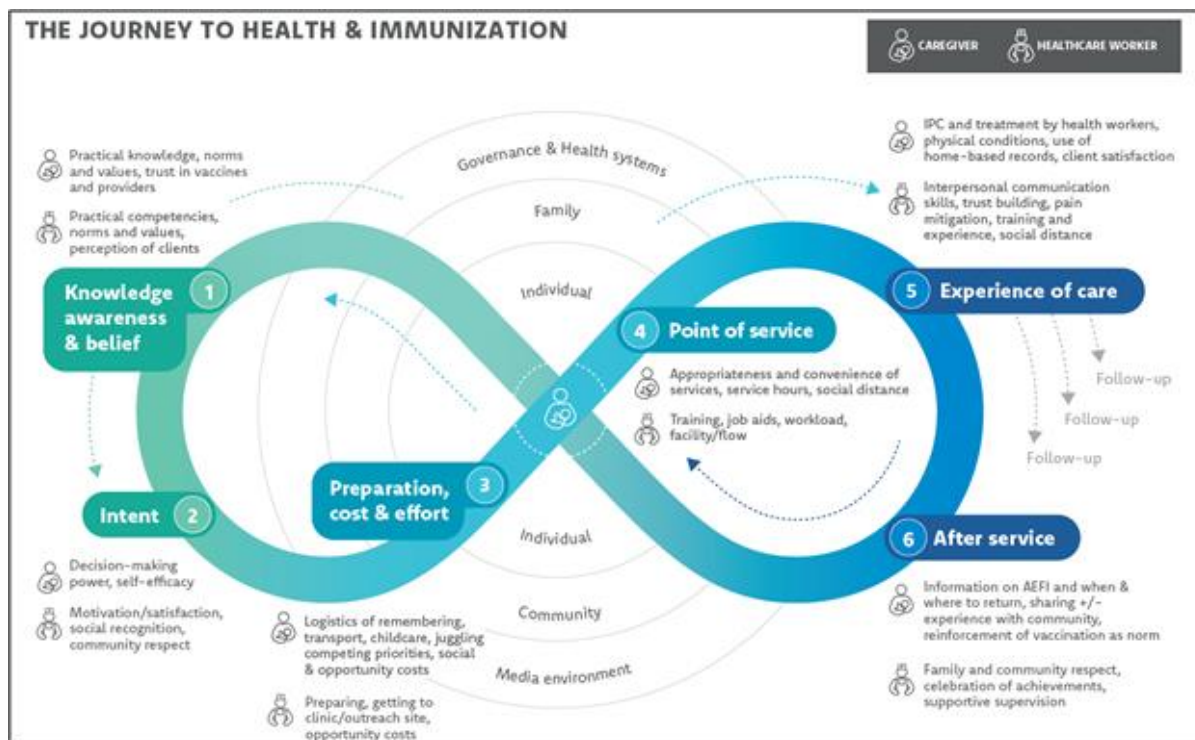 THE JOURNEY TO HEALTH & IMMUNIZATION
CAREGIVER
HEALTHCARE WORKER
Practical knowledge, norms
and values, trust in vaccines
and providers
Practical competencies,
norms and values,
perception of clients
1
Knowledge
awareness
& belief
Intent
2
Decision-making
power, self-efficacy
Motivation/satisfaction,
social recognition,
community respect
Preparation,
cost & effort
3
Logistics of remembering,
transport, childcare, juggling
competing priorities, social
& opportunity costs
Preparing, getting to
clinic/outreach site,
opportunity costs
Governance & Health systems
Family
Individual
Individual
Community
Media environment
4
Point of service
Appropriateness and convenience of
services, service hours, social distance
Training, job aids, workload,
facility/flow
IPC and treatment by health workers,
physical conditions, use of
home-based records, client satisfaction
Interpersonal communication
skills, trust building, pain
mitigation, training and
experience, social distance
5
Experience of care
Follow-up
Follow-up
Follow-up
6
After service
Information on AEFI and when &
where to return, sharing +/-
experience with community,
reinforcement of vaccination as norm
Family and community respect,
celebration of achievements,
supportive supervision